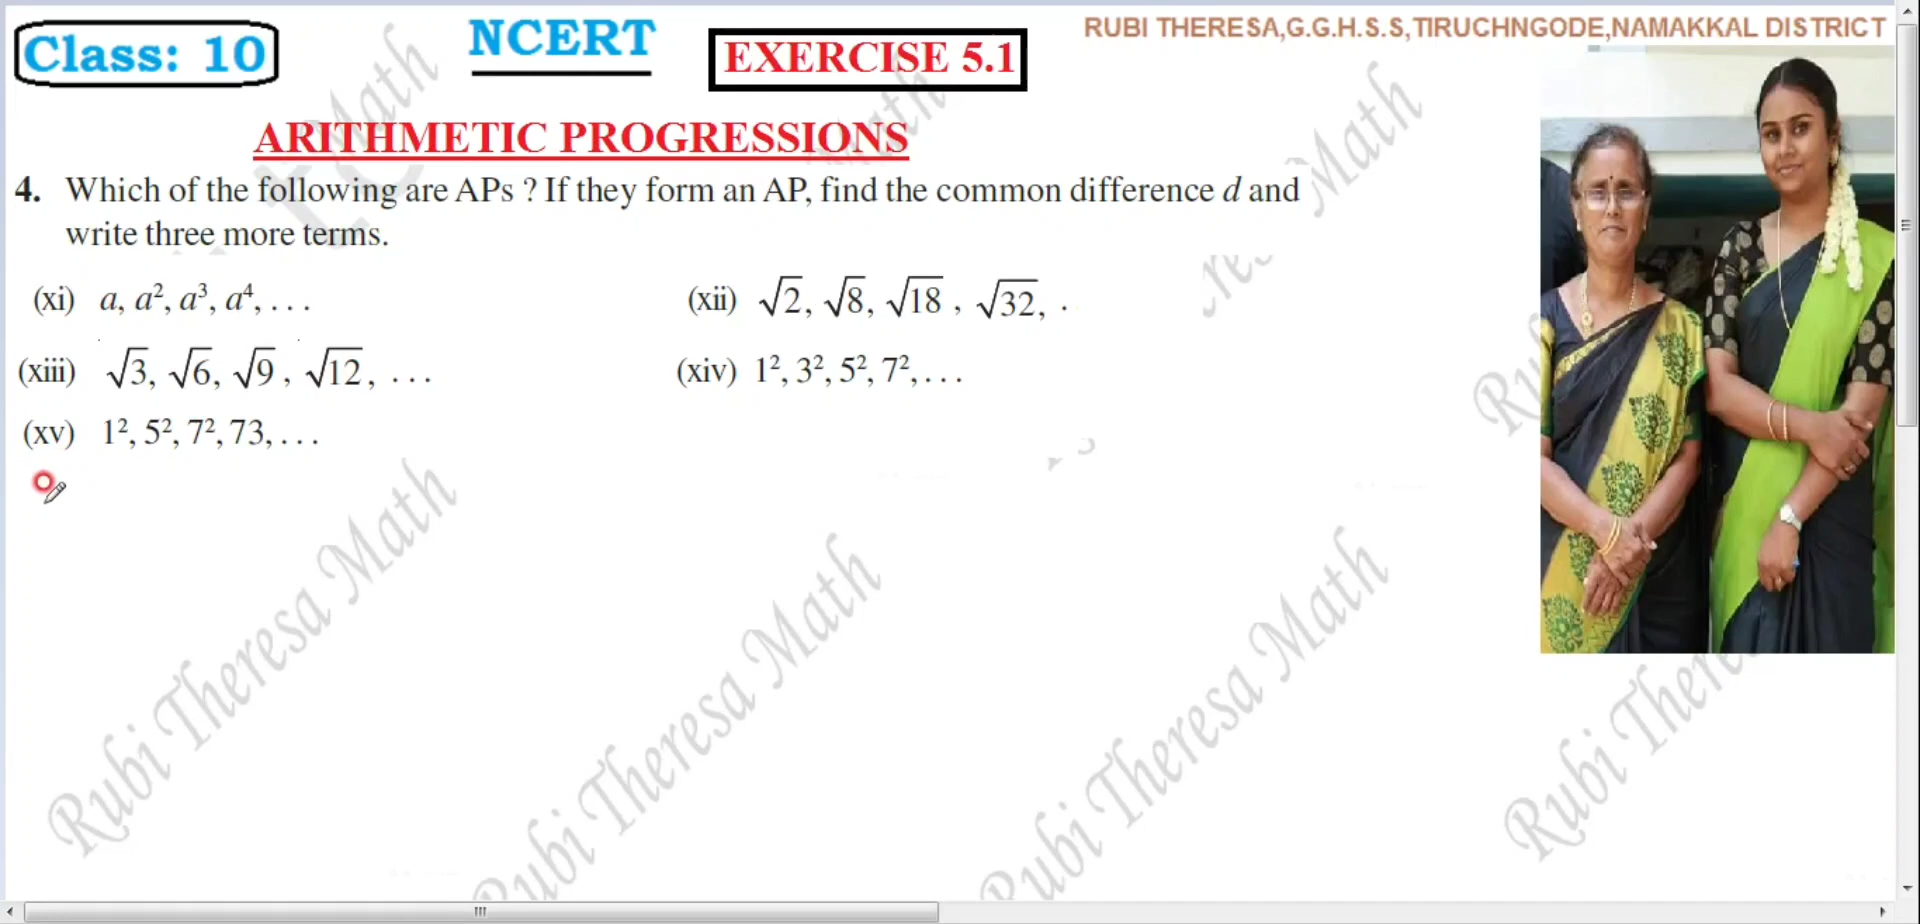 Class: 10
NCERT
EXERCISE 5.1
RUBI THERESA,G.G.H.S.S,TIRUCHNGODE,NAMAKKAL DISTRICT
ARITHMETIC PROGRESSIONS
4. Which of the following are APs ? If they form an AP, find the common difference d and
write three more terms.
(xi) a, a², a³, a⁴, . . .
(xii) √2, √8, √18 , √32, .
(xiii) √3, √6, √9 , √12, . . .
(xiv) 1², 3², 5², 7², . . .
(xv) 1², 5², 7², 73, . . .
Rubi Theresa Math
Rubi Theresa Math
Rubi Theresa Math